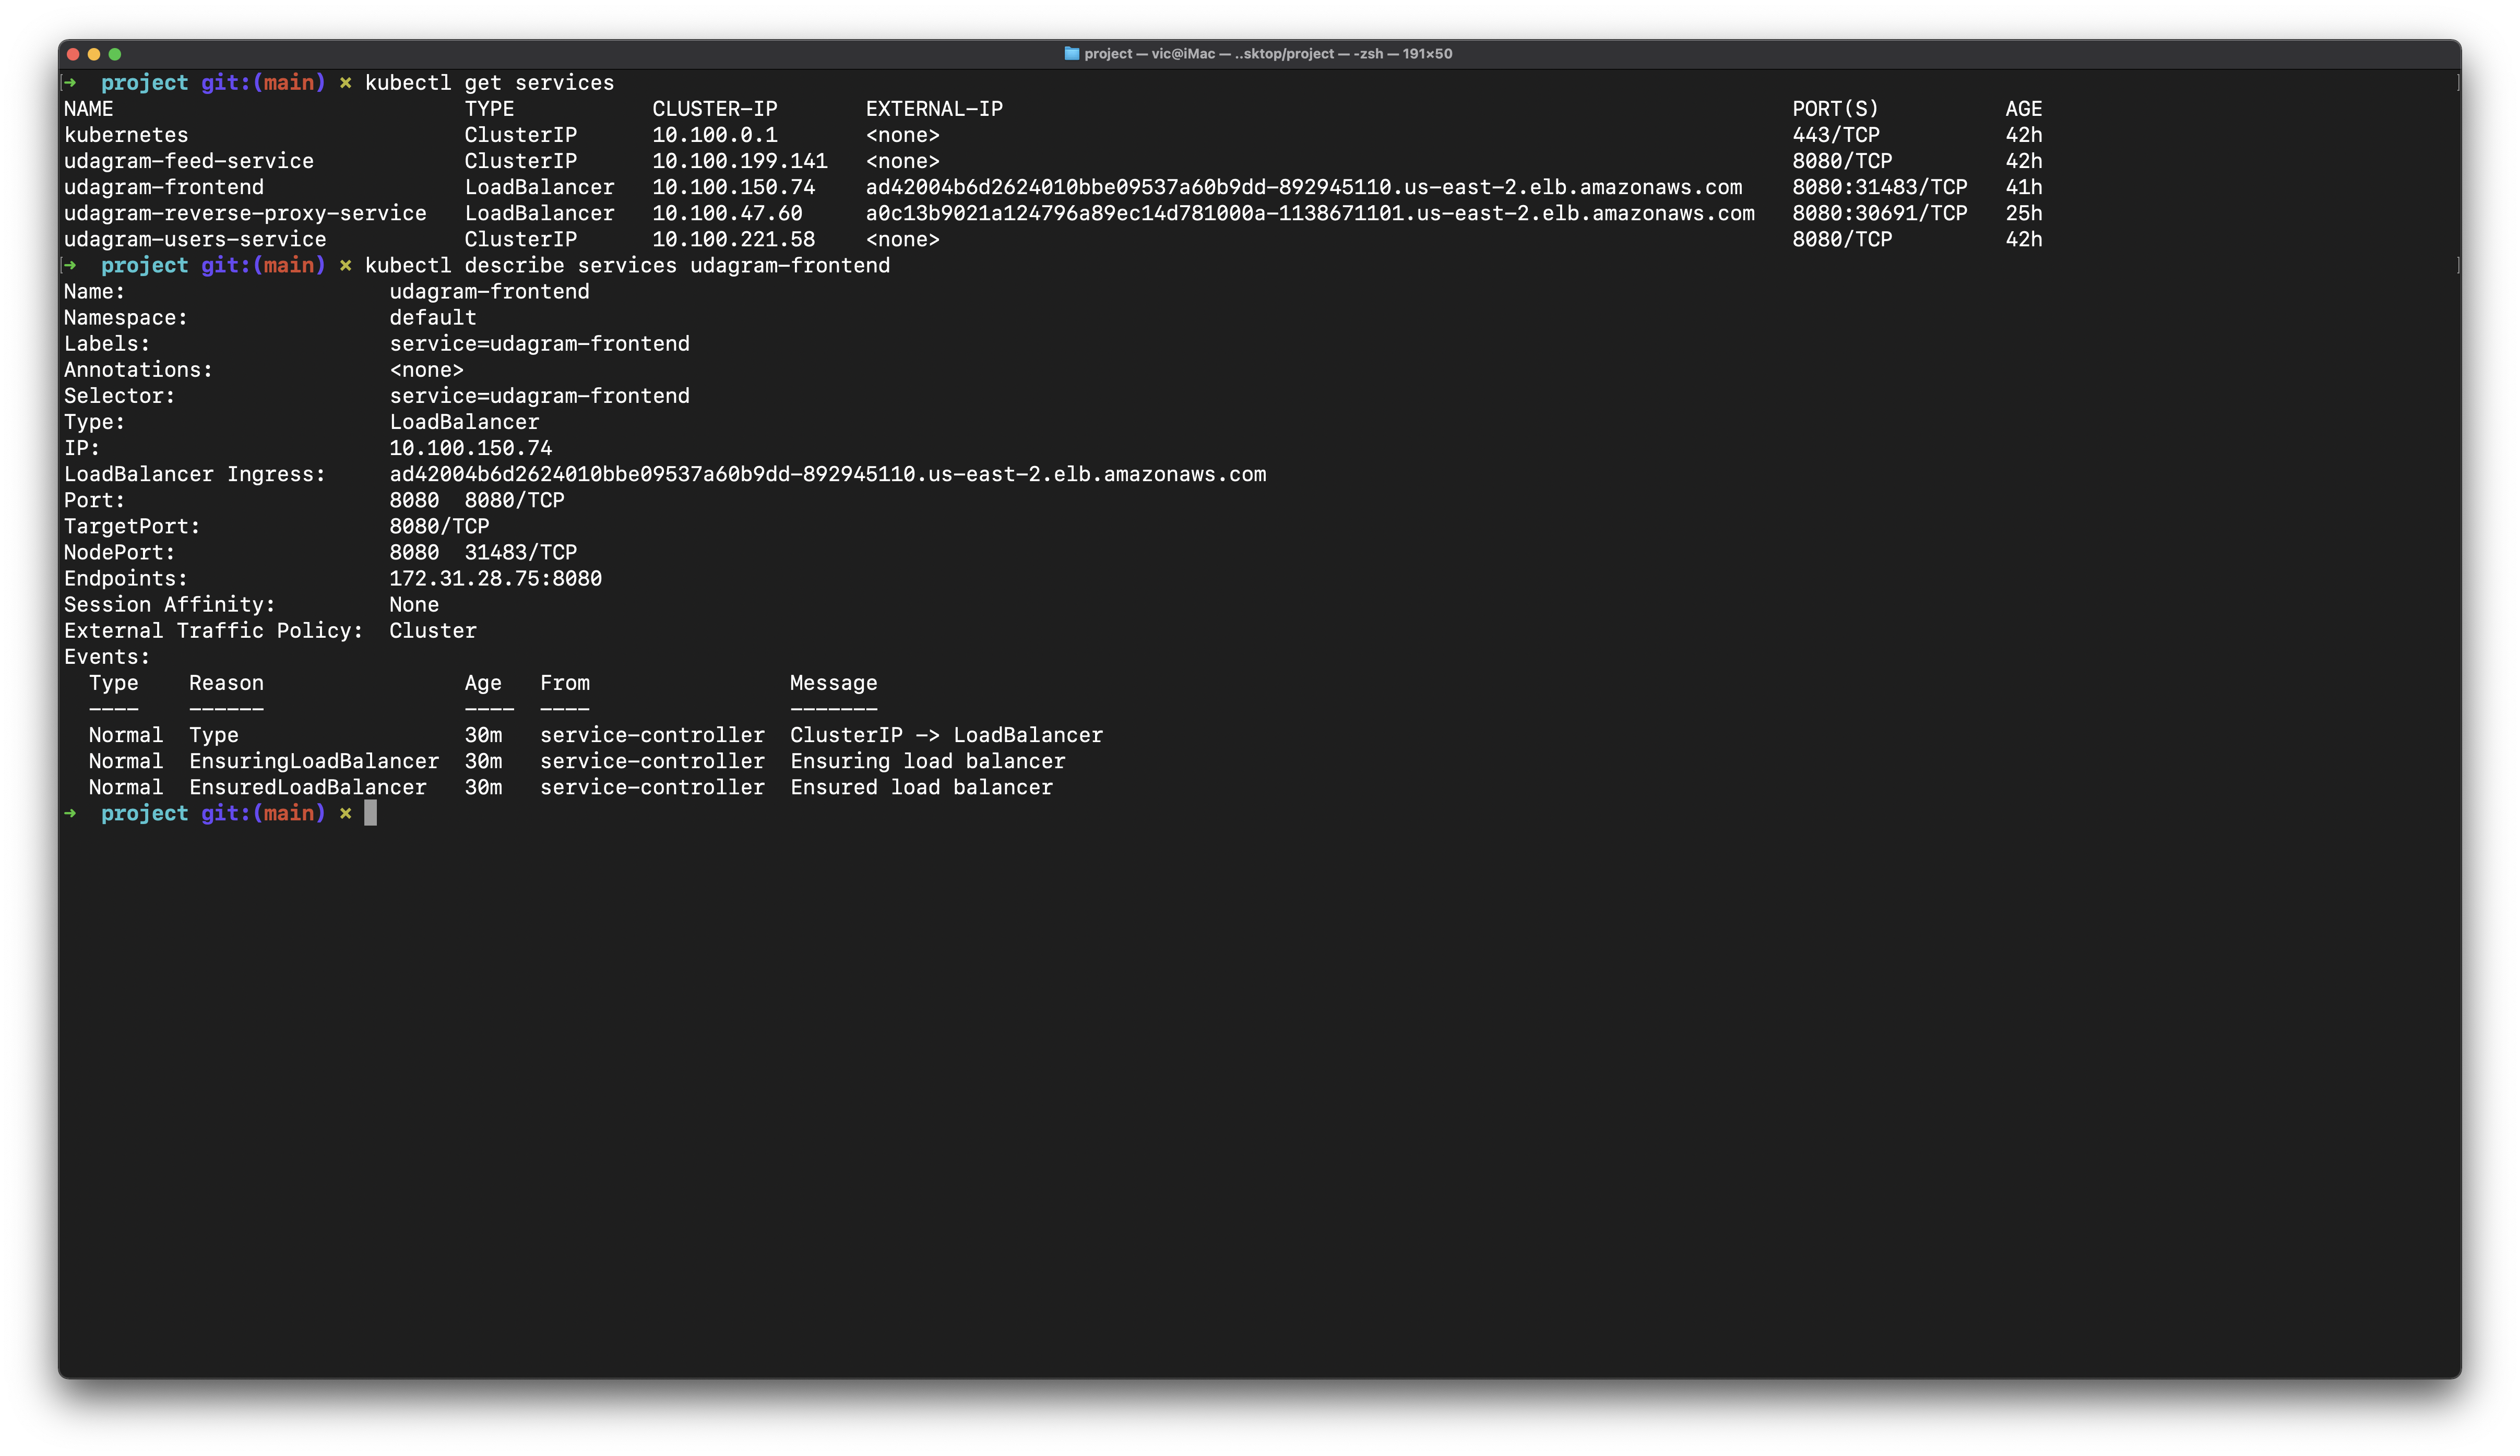 project — vic@iMac — ..sktop/project — -zsh — 191×50
[➜  project git:(main) ✗ kubectl get services ]
NAME                            TYPE           CLUSTER-IP       EXTERNAL-IP                                                                PORT(S)          AGE
kubernetes                      ClusterIP      10.100.0.1       <none>                                                                     443/TCP          42h
udagram-feed-service            ClusterIP      10.100.199.141   <none>                                                                     8080/TCP         42h
udagram-frontend                LoadBalancer   10.100.150.74    ad42004b6d2624010bbe09537a60b9dd-892945110.us-east-2.elb.amazonaws.com     8080:31483/TCP   41h
udagram-reverse-proxy-service   LoadBalancer   10.100.47.60     a0c13b9021a124796a89ec14d781000a-1138671101.us-east-2.elb.amazonaws.com    8080:30691/TCP   25h
udagram-users-service           ClusterIP      10.100.221.58    <none>                                                                     8080/TCP         42h
[➜  project git:(main) ✗ kubectl describe services udagram-frontend ]
Name:                     udagram-frontend
Namespace:                default
Labels:                   service=udagram-frontend
Annotations:              <none>
Selector:                 service=udagram-frontend
Type:                     LoadBalancer
IP:                       10.100.150.74
LoadBalancer Ingress:     ad42004b6d2624010bbe09537a60b9dd-892945110.us-east-2.elb.amazonaws.com
Port:                     8080  8080/TCP
TargetPort:               8080/TCP
NodePort:                 8080  31483/TCP
Endpoints:                172.31.28.75:8080
Session Affinity:         None
External Traffic Policy:  Cluster
Events:
  Type    Reason                Age   From                Message
  ----    ------                ----  ----                -------
  Normal  Type                  30m   service-controller  ClusterIP -> LoadBalancer
  Normal  EnsuringLoadBalancer  30m   service-controller  Ensuring load balancer
  Normal  EnsuredLoadBalancer   30m   service-controller  Ensured load balancer
➜  project git:(main) ✗